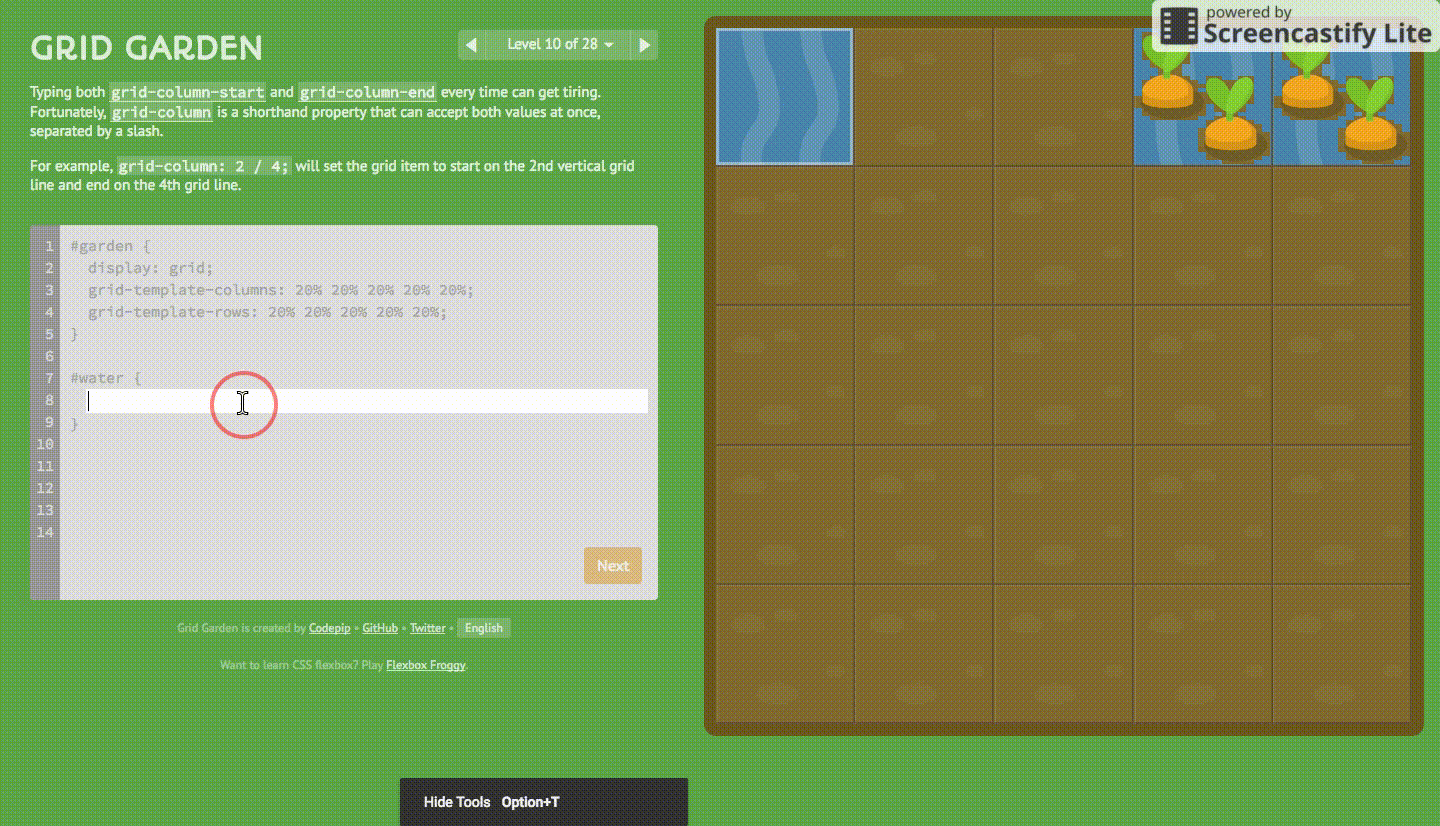 powered by
Screencastify Lite
GRID GARDEN
Level 10 of 28
Typing both grid-column-start and grid-column-end every time can get tiring.
Fortunately, grid-column is a shorthand property that can accept both values at once,
separated by a slash.
For example, grid-column: 2 / 4; will set the grid item to start on the 2nd vertical grid
line and end on the 4th grid line.
1 #garden {
2 display: grid;
3 grid-template-columns: 20% 20% 20% 20% 20%;
4 grid-template-rows: 20% 20% 20% 20% 20%;
5 }
6
7 #water {
8
9 }
10
11
12
13
14
Next
Grid Garden is created by Codepip • GitHub • Twitter • English
Want to learn CSS flexbox? Play Flexbox Froggy.
Hide Tools Option+T